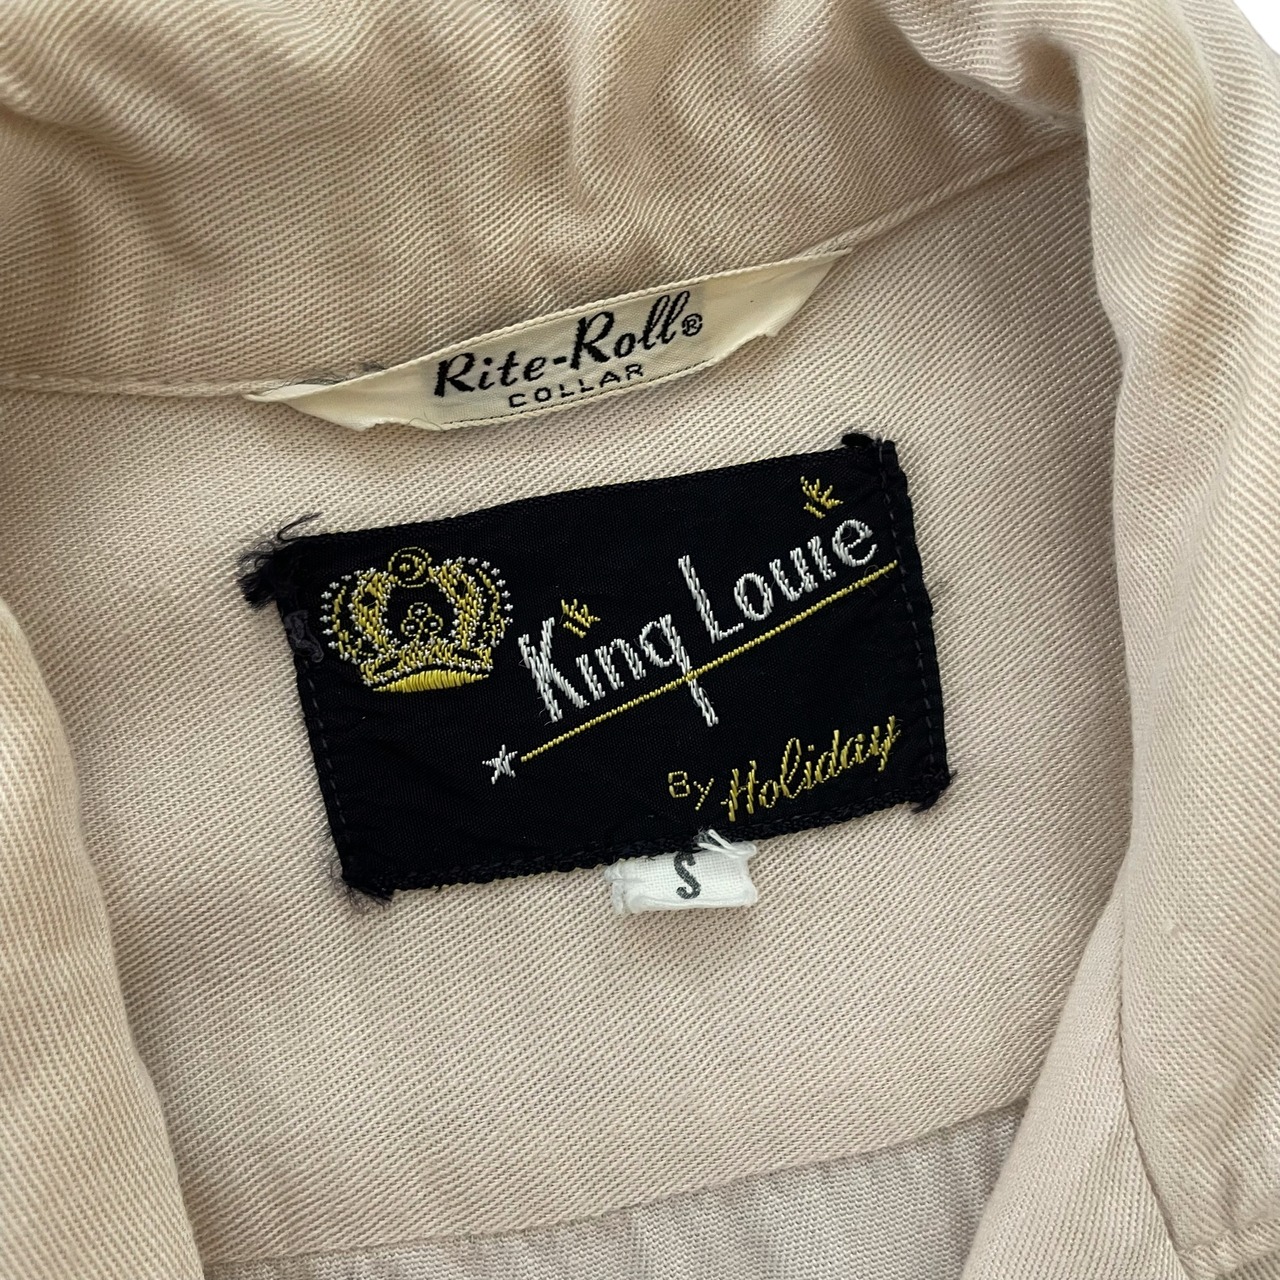 Rite-Roll®
COLLAR
King Louie
By Holiday
S